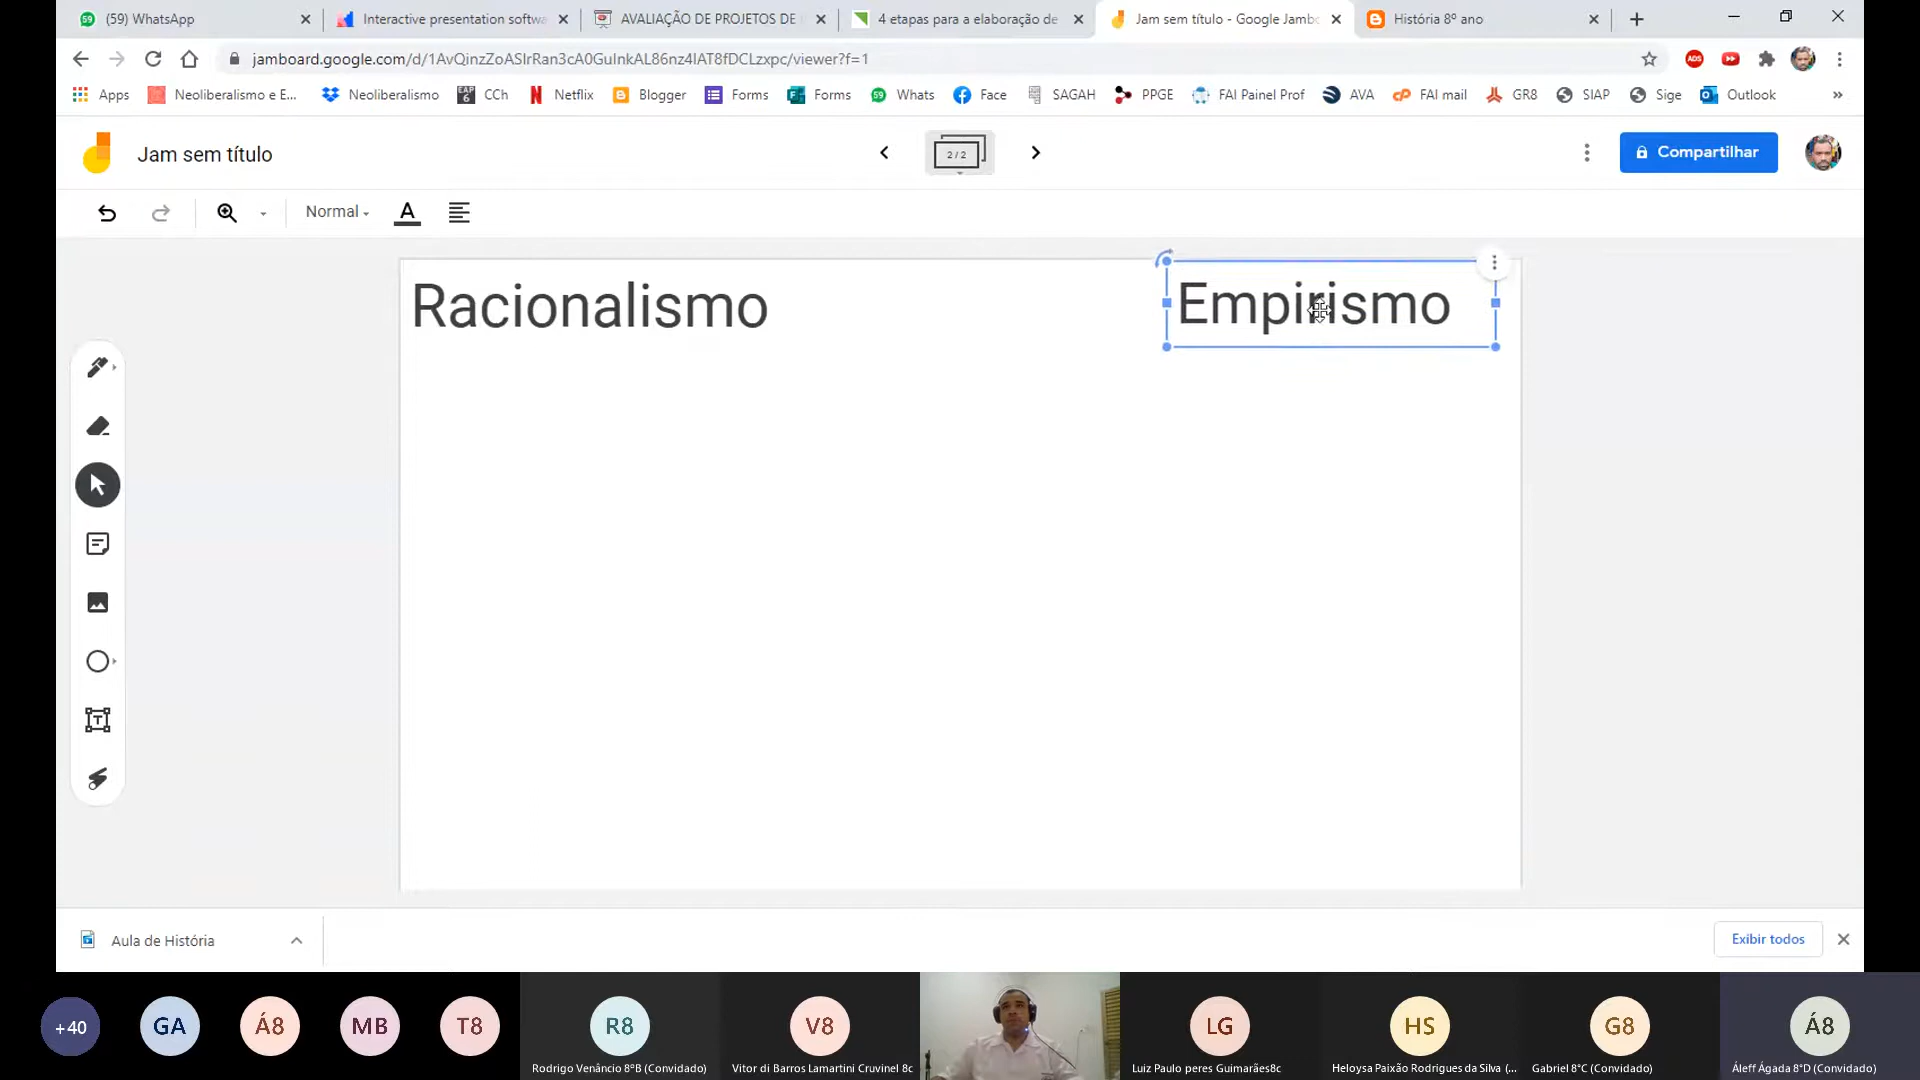 (59) WhatsApp
Interactive presentation softwa
AVALIAÇÃO DE PROJETOS DE
4 etapas para a elaboração de
Jam sem título - Google Jambo
História 8º ano
jamboard.google.com/d/1AvQinzZoASIrRan3cA0GuInkAL86nz4IAT8fDCLzxpc/viewer?f=1
ADS
Apps
Neoliberalismo e E...
Neoliberalismo
CCh
Netflix
Blogger
Forms
Forms
Whats
Face
SAGAH
PPGE
FAI Painel Prof
AVA
FAI mail
GR8
SIAP
Sige
Outlook
Jam sem título
2 / 2
Compartilhar
Normal
Racionalismo
Empirismo
Aula de História
Exibir todos
+40
GA
Á8
MB
T8
R8
V8
LG
HS
G8
Á8
Rodrigo Venâncio 8ºB (Convidado)
Vitor di Barros Lamartini Cruvinel 8c
Luiz Paulo peres Guimarães8c
Heloysa Paixão Rodrigues da Silva (...
Gabriel 8°C (Convidado)
Áleff Ágada 8°D (Convidado)